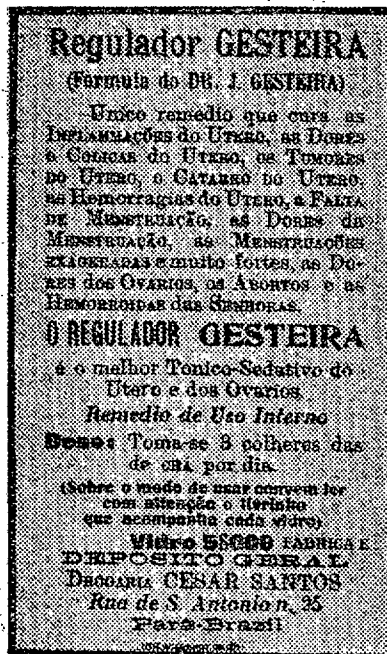 Regulador GESTEIRA
(Formula do DR. J. GESTEIRA)
Unico remedio que cura as
INFLAMMAÇÕES do UTERO, as DORES
e COLICAS do UTERO, os TUMORES
DO UTERO, o CATARRO DO UTERO,
as Hemorragias do UTERO, a FALTA
DE MENSTRUAÇÃO, as DORES da
MENSTRUAÇÃO, as MENSTRUAÇÕES
EXAGERADAS e muito fortes, as DO-
RES dos OVARIOS, os ABORTOS e as
HEMORROIDAS das SENHORAS.
O REGULADOR GESTEIRA
é o melhor Tonico-Sedativo do
Utero e dos Ovarios
Remedio de Uso Interno
Dose: Toma-se 3 colheres das
de CHA por dia.
(Sobre o modo de usar convem ler
com attenção o livrinho
que acompanha cada vidro)
Vidro 5$000 FABRICA E
DEPOSITO GERAL
DROGARIA CESAR SANTOS
Rua de S. Antonio n. 25
Pará-Brazil